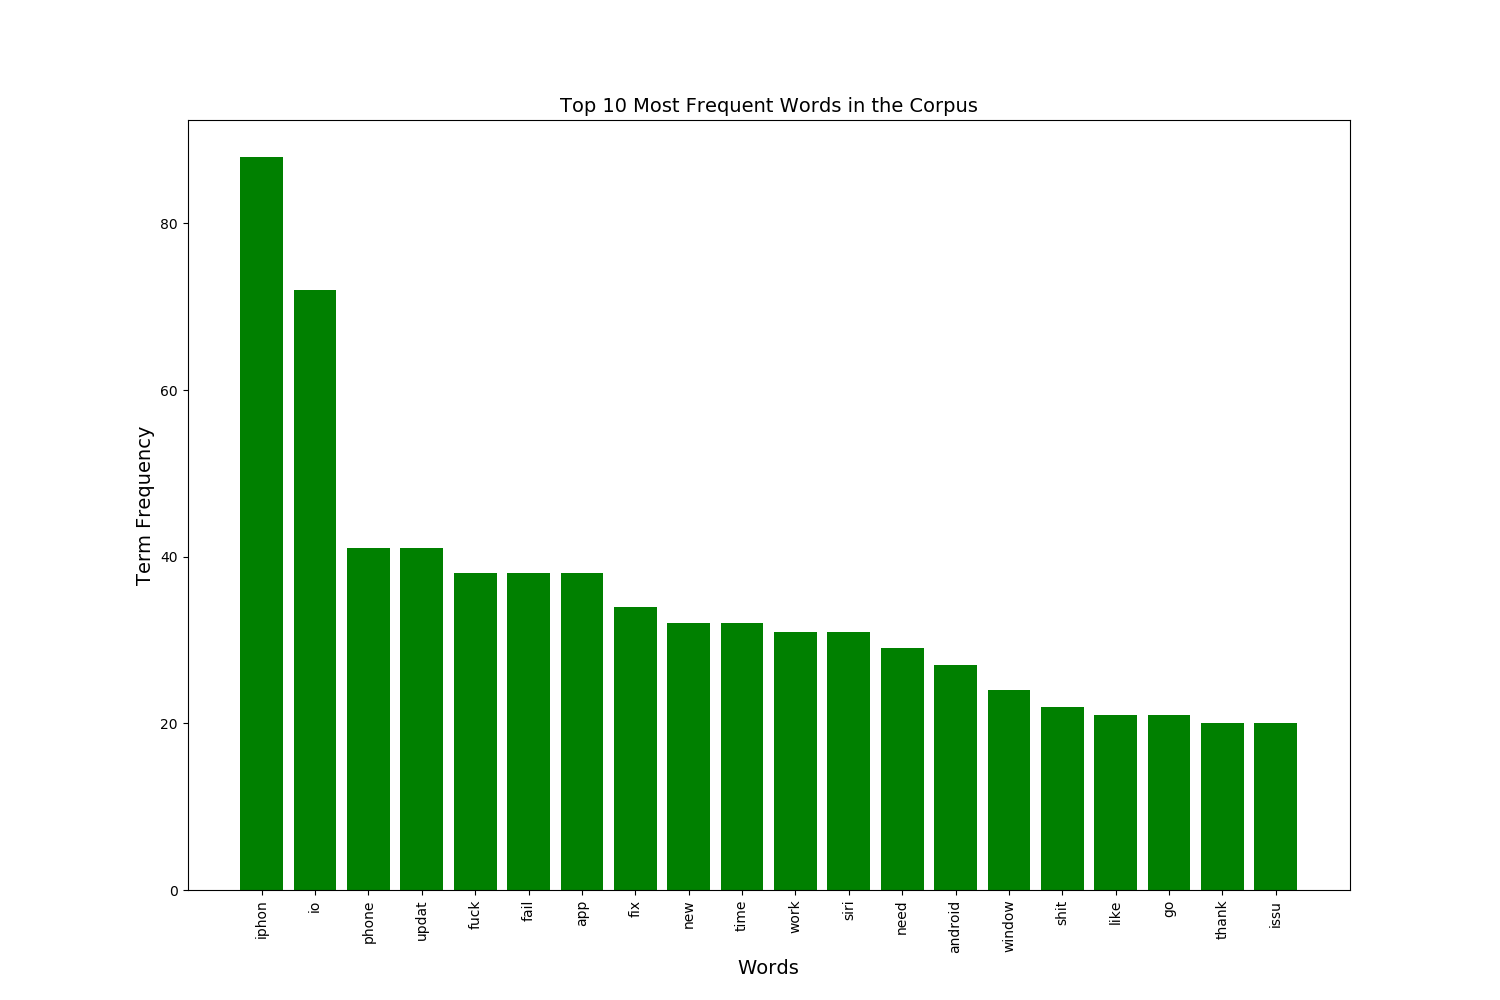 Top 10 Most Frequent Words in the Corpus
Term Frequency
80
60
40
20
0
iphon
io
phone
updat
fuck
fail
app
fix
new
time
work
siri
need
android
window
shit
like
go
thank
issu
Words